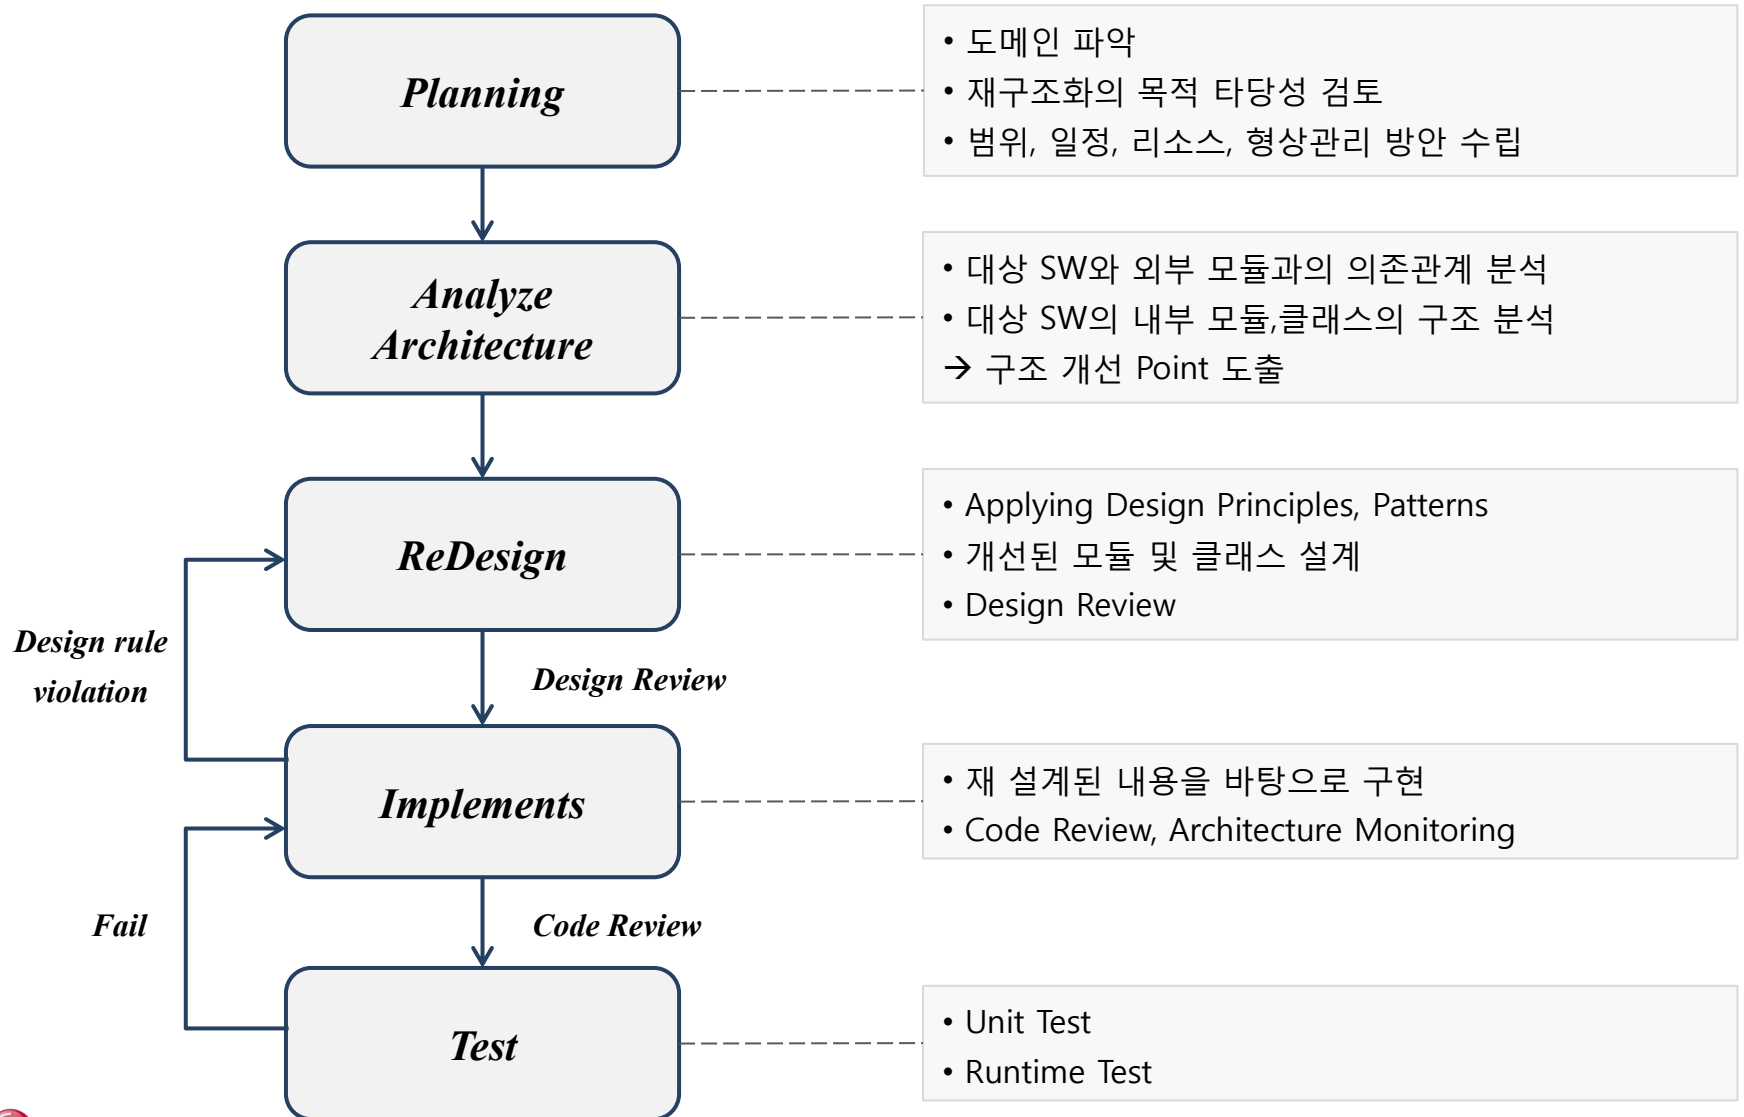 Planning
• 도메인 파악
• 재구조화의 목적 타당성 검토
• 범위, 일정, 리소스, 형상관리 방안 수립
Analyze
Architecture
• 대상 SW와 외부 모듈과의 의존관계 분석
• 대상 SW의 내부 모듈,클래스의 구조 분석
→ 구조 개선 Point 도출
ReDesign
• Applying Design Principles, Patterns
• 개선된 모듈 및 클래스 설계
• Design Review
Design rule
violation
Design Review
Implements
• 재 설계된 내용을 바탕으로 구현
• Code Review, Architecture Monitoring
Fail
Code Review
Test
• Unit Test
• Runtime Test